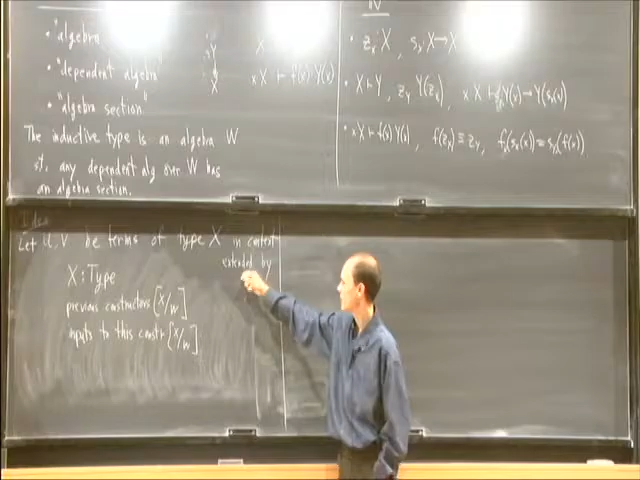 • "algebra"
• "dependent algebra"
• "algebra section"
Y
X
X
x:X ⊢ f(x):Y(x)
The inductive type is an algebra W
s.t. any dependent alg over W has
an algebra section.
N
• z_X:X, s_X:X→X
• X⊢Y, z_Y:Y(z_X), x:X ⊢ s_Y:Y(x)→Y(s_X(x))
• x:X ⊢ f(x):Y(x), f(z_X) ≡ z_Y, f(s_X(x)) ≡ s_Y(f(x))
Idea
Let U, V be terms of type X in context
extended by
X:Type
previous constructors [X/W]
inputs to this constr [X/W]